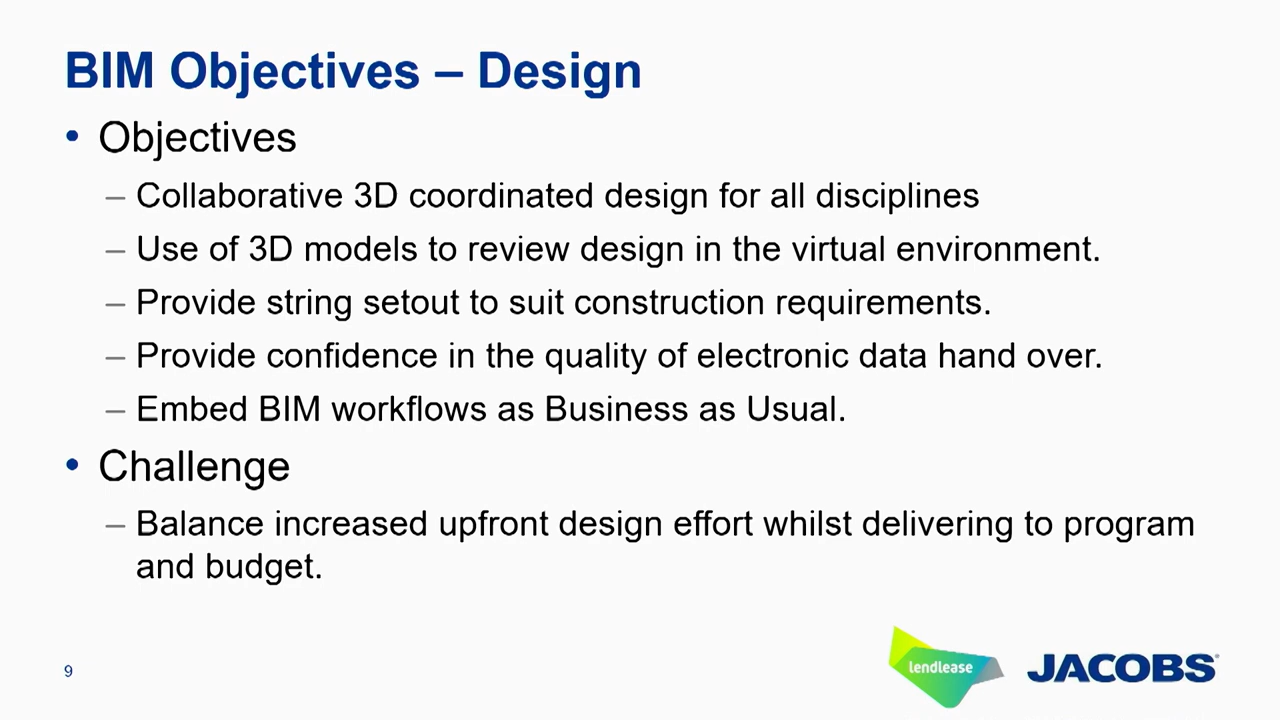 BIM Objectives – Design
• Objectives
– Collaborative 3D coordinated design for all disciplines
– Use of 3D models to review design in the virtual environment.
– Provide string setout to suit construction requirements.
– Provide confidence in the quality of electronic data hand over.
– Embed BIM workflows as Business as Usual.
• Challenge
– Balance increased upfront design effort whilst delivering to program
and budget.
9
lendlease
JACOBS